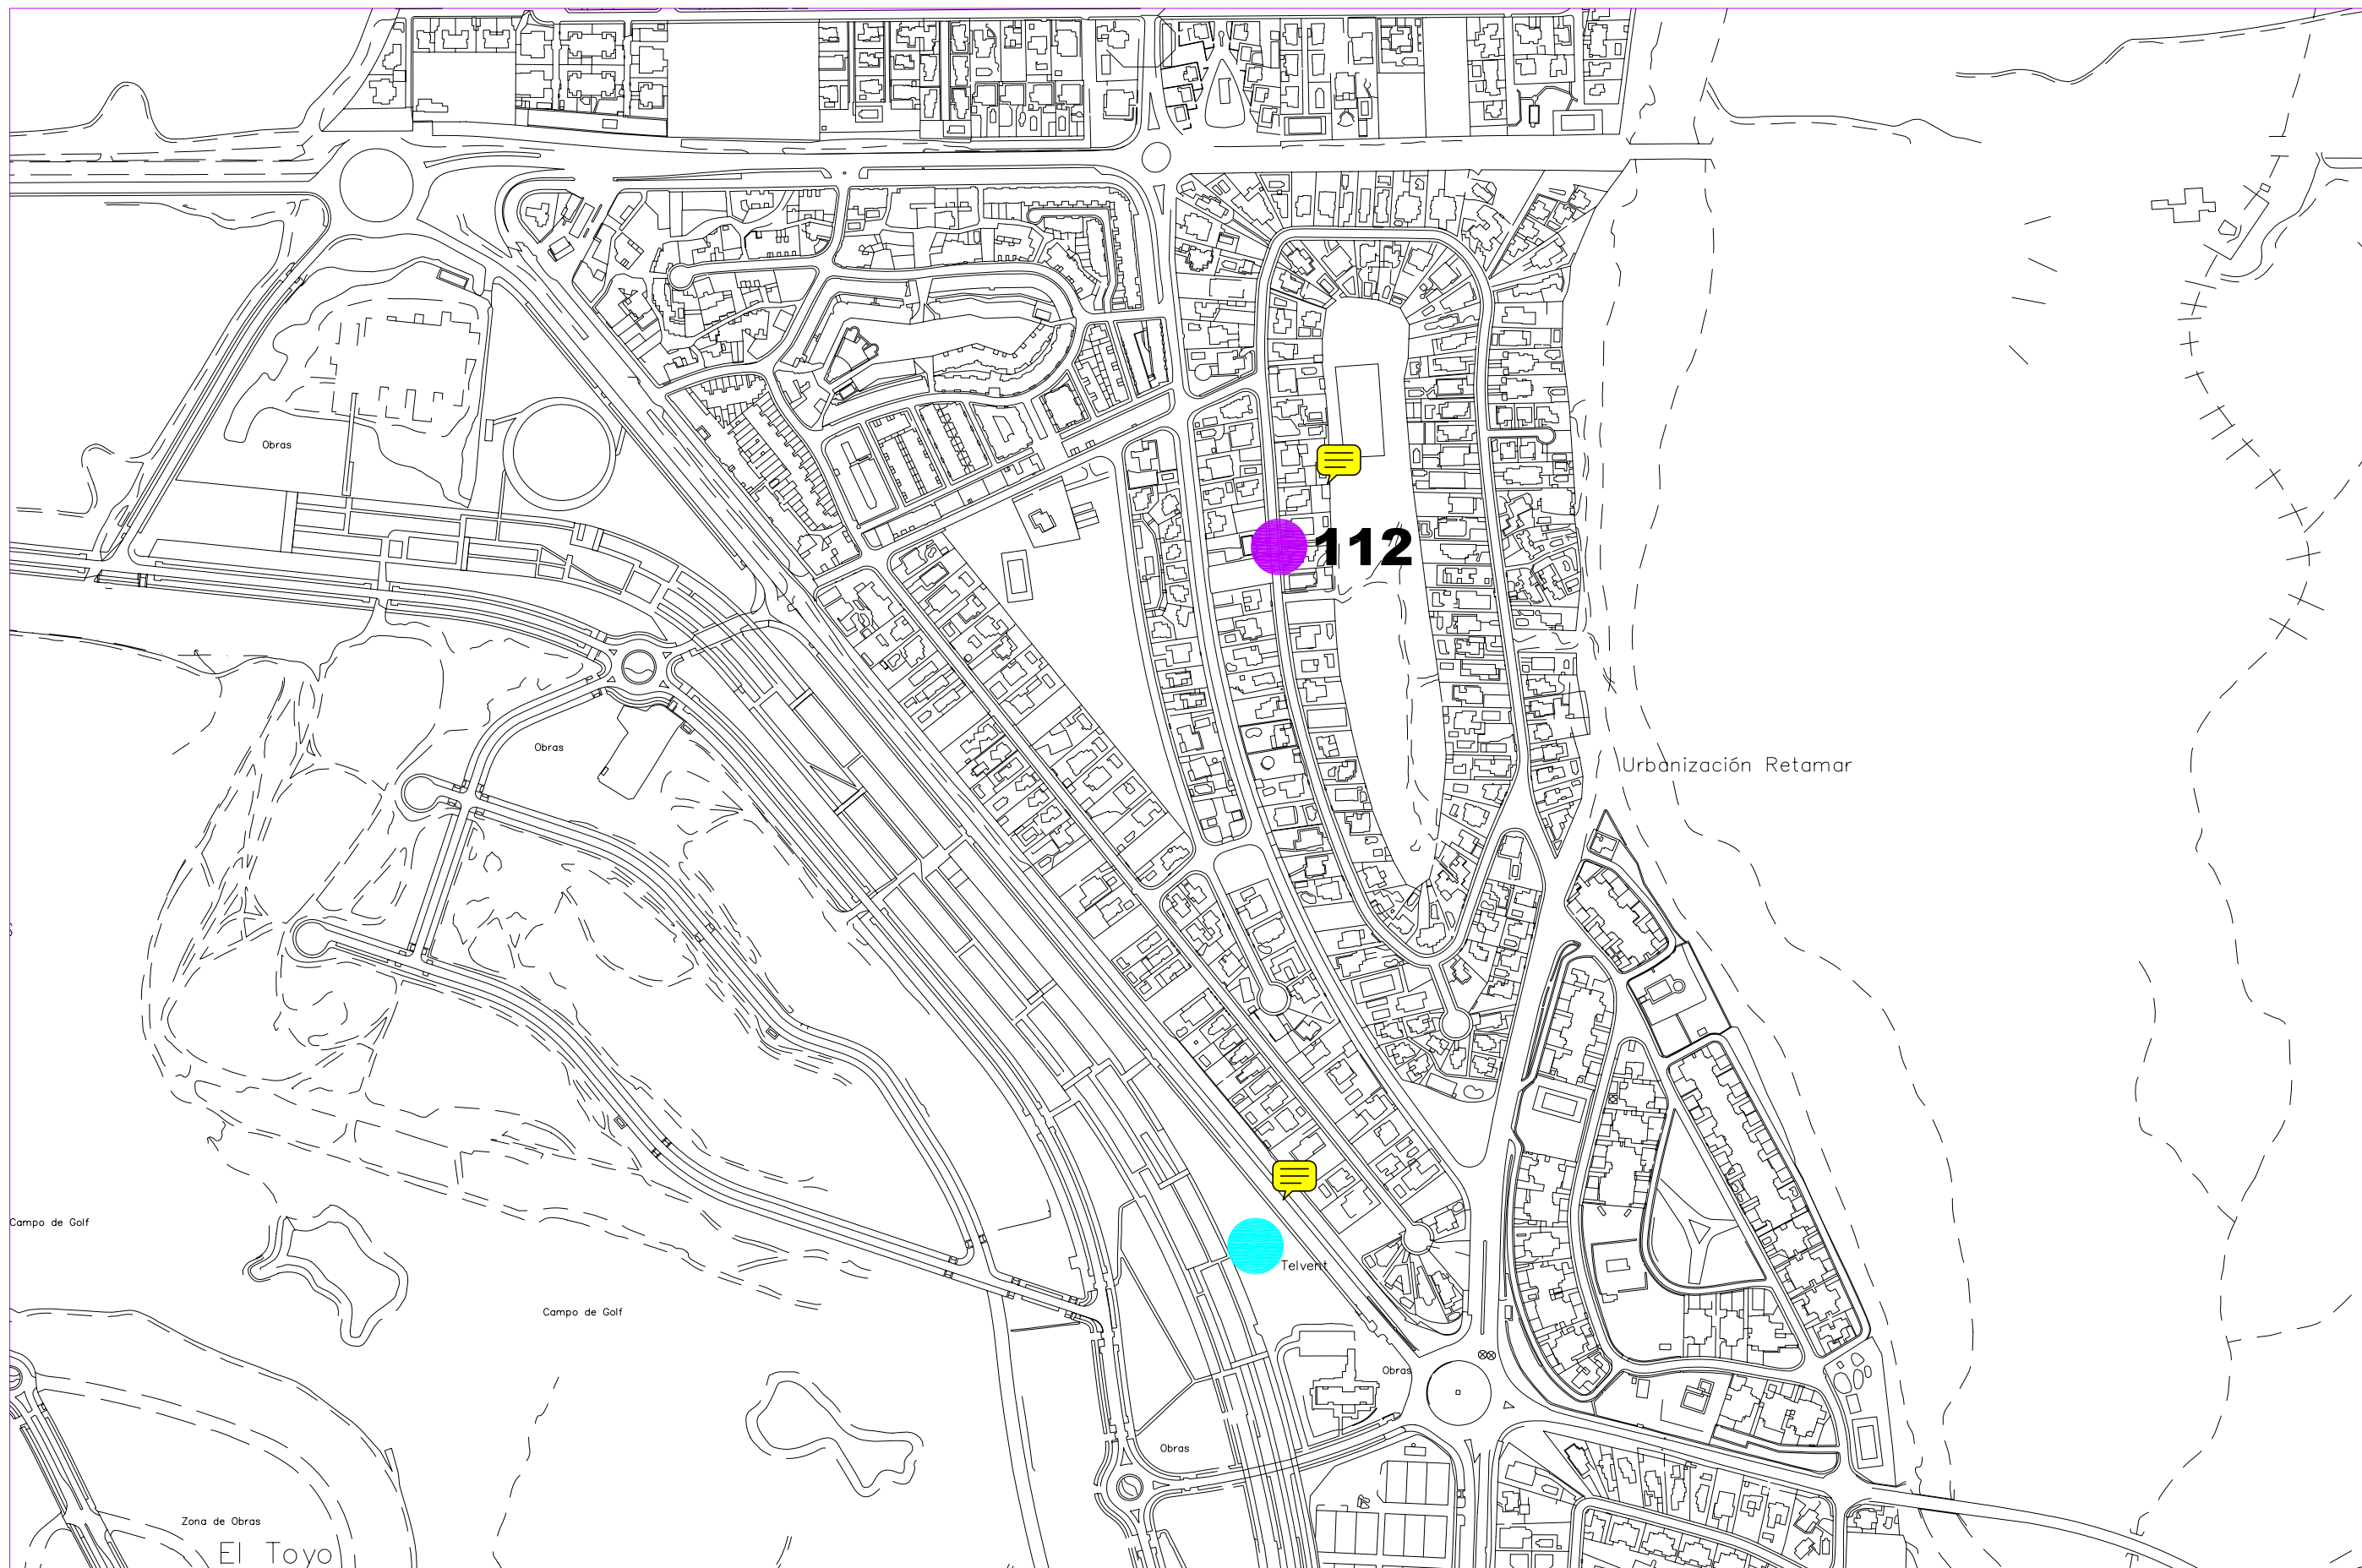 Obras
112
Obras
Urbanización Retamar
Campo de Golf
Telvent
Campo de Golf
Obras
Obras
Zona de Obras
El Toyo